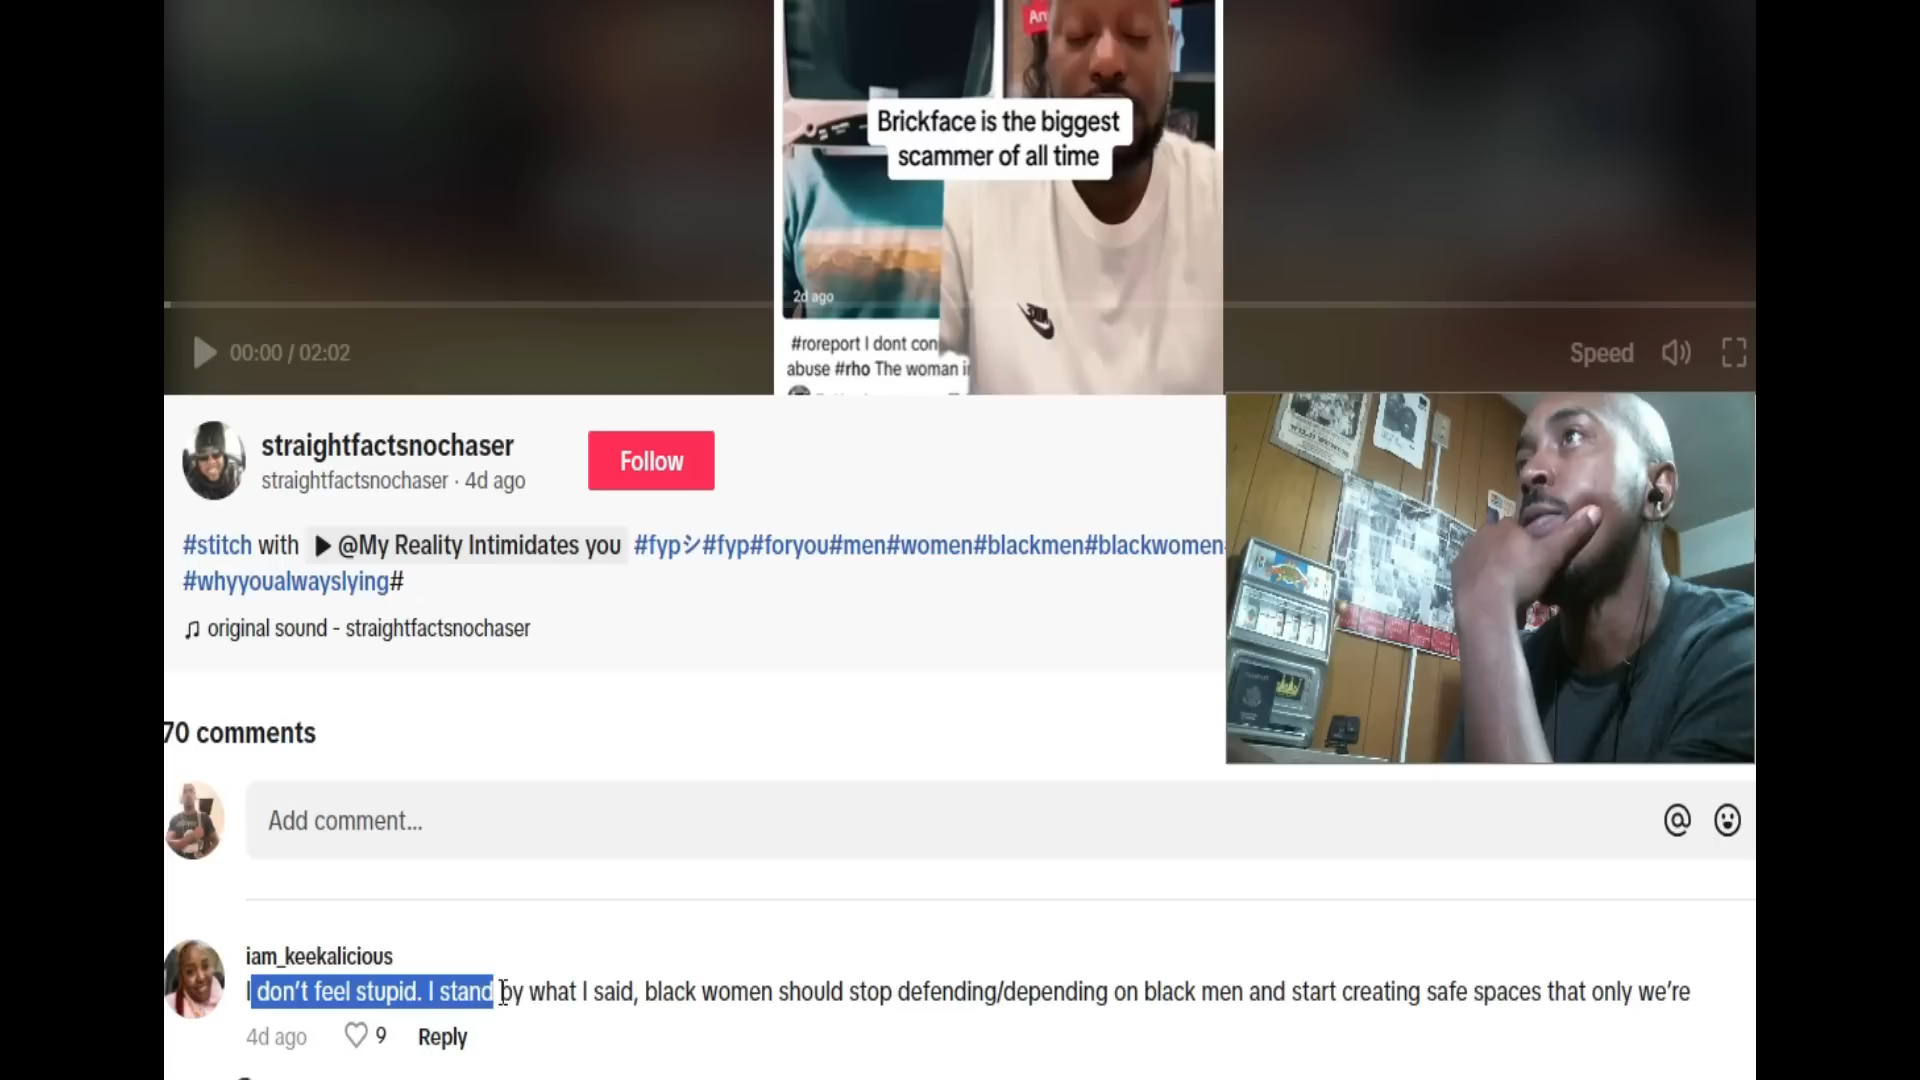 An
Brickface is the biggest
scammer of all time
2d ago
#roreport I dont con
abuse #rho The woman i
00:00 / 02:02
Speed
straightfactsnochaser
straightfactsnochaser · 4d ago
Follow
#stitch with ▶ @My Reality Intimidates you #fypシ#fyp#foryou#men#women#blackmen#blackwomen
#whyyoualwayslying#
♫ original sound - straightfactsnochaser
70 comments
Add comment...
iam_keekalicious
I don’t feel stupid. I stand by what I said, black women should stop defending/depending on black men and start creating safe spaces that only we’re
4d ago 9 Reply